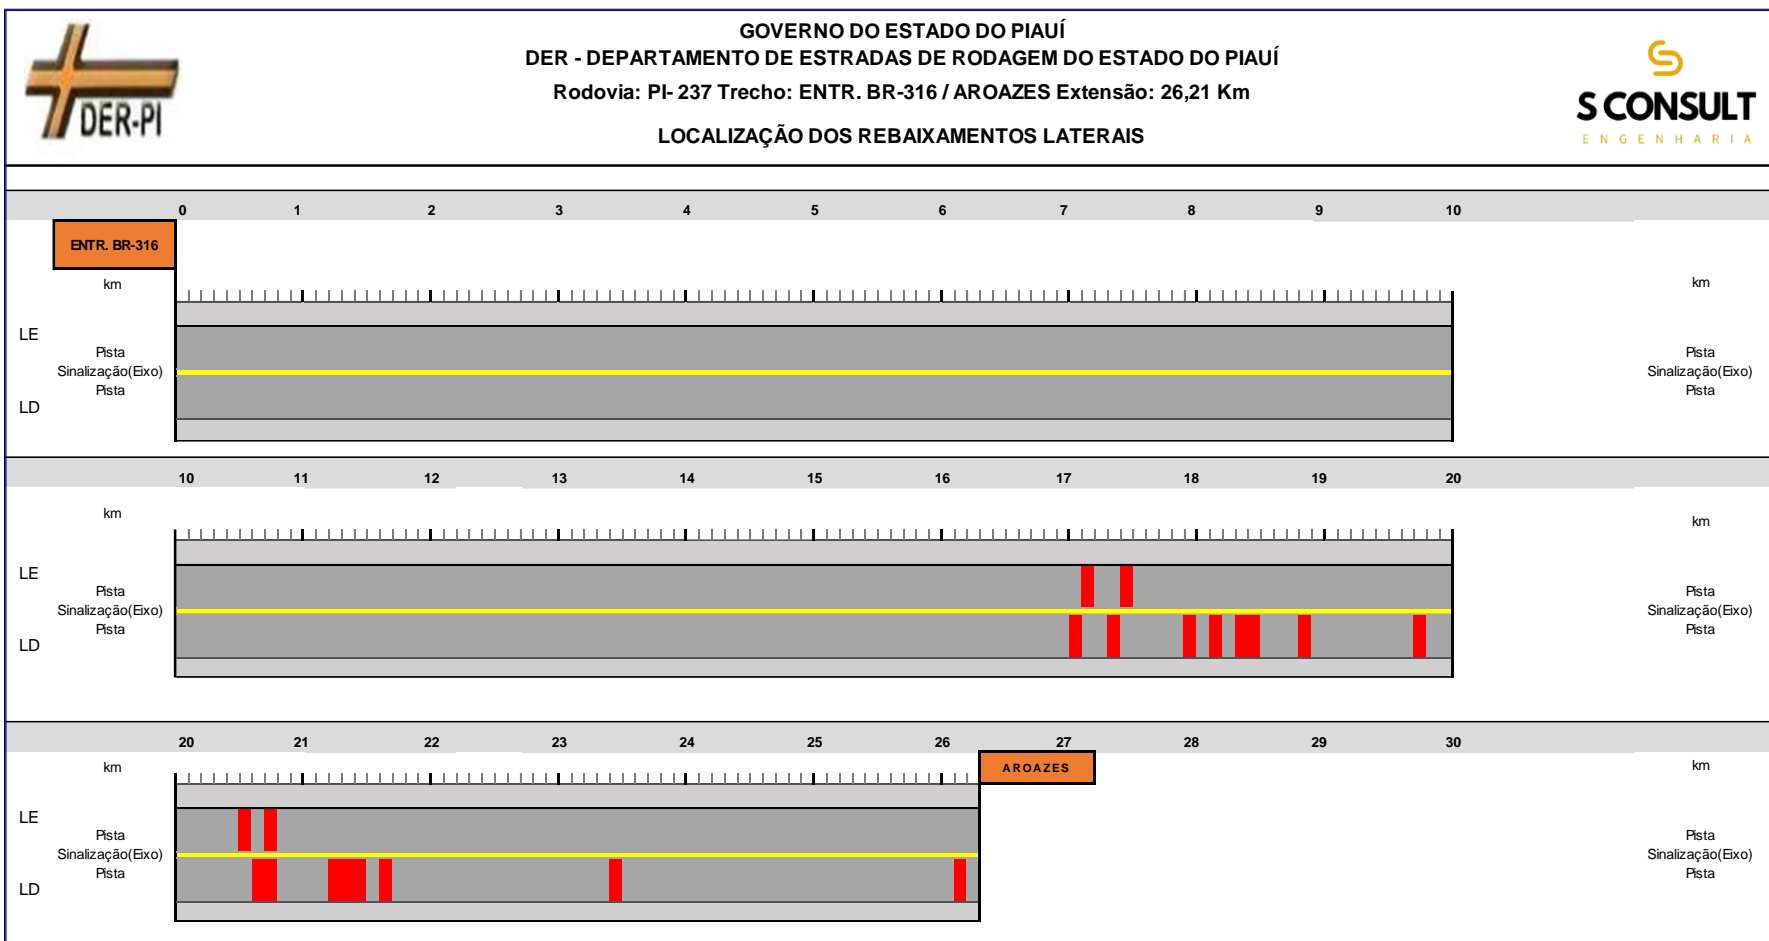 GOVERNO DO ESTADO DO PIAUÍ
DER - DEPARTAMENTO DE ESTRADAS DE RODAGEM DO ESTADO DO PIAUÍ
Rodovia: PI- 237 Trecho: ENTR. BR-316 / AROAZES Extensão: 26,21 Km
LOCALIZAÇÃO DOS REBAIXAMENTOS LATERAIS
DER-PI
S CONSULT
ENGENHARIA
0 1 2 3 4 5 6 7 8 9 10
ENTR. BR-316
km km
LE
Pista Pista
Sinalização(Eixo) Sinalização(Eixo)
Pista Pista
LD
10 11 12 13 14 15 16 17 18 19 20
km km
LE
Pista Pista
Sinalização(Eixo) Sinalização(Eixo)
Pista Pista
LD
20 21 22 23 24 25 26 27 28 29 30
km AROAZES km
LE
Pista Pista
Sinalização(Eixo) Sinalização(Eixo)
Pista Pista
LD